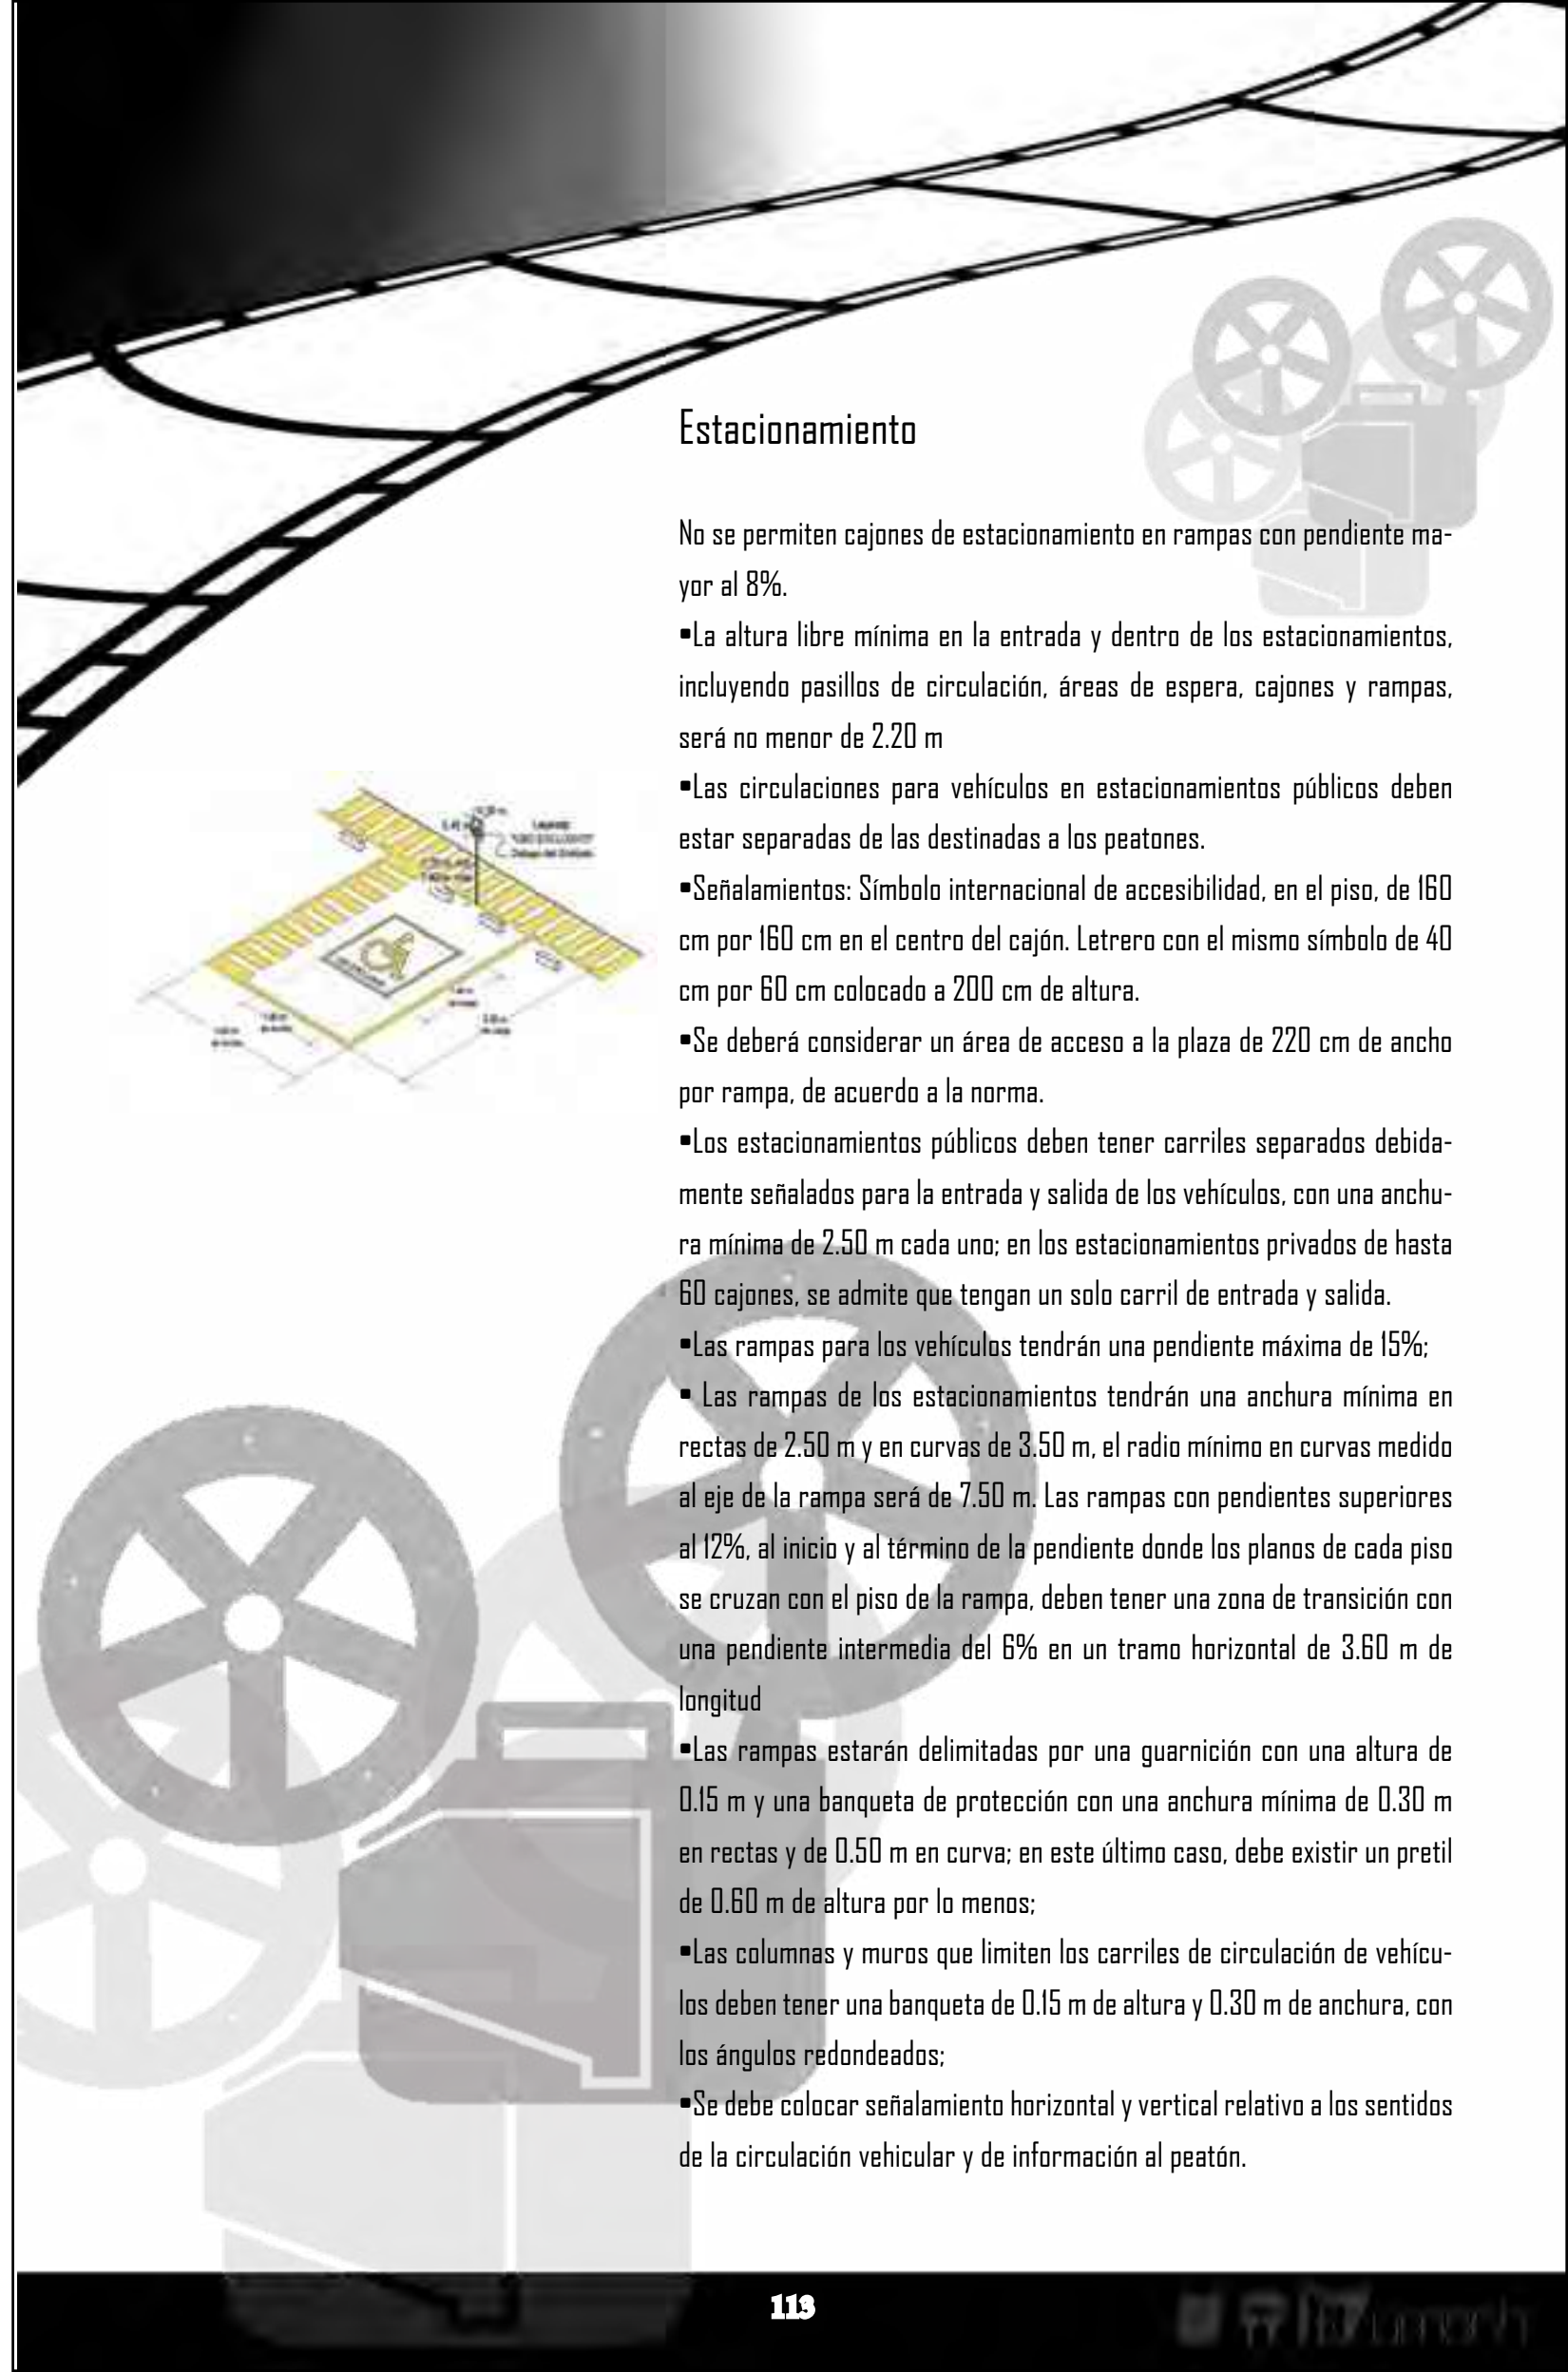 Estacionamiento
No se permiten cajones de estacionamiento en rampas con pendiente ma-
yor al 8%.
▪La altura libre mínima en la entrada y dentro de los estacionamientos,
incluyendo pasillos de circulación, áreas de espera, cajones y rampas,
será no menor de 2.20 m
▪Las circulaciones para vehículos en estacionamientos públicos deben
estar separadas de las destinadas a los peatones.
▪Señalamientos: Símbolo internacional de accesibilidad, en el piso, de 160
cm por 160 cm en el centro del cajón. Letrero con el mismo símbolo de 40
cm por 60 cm colocado a 200 cm de altura.
▪Se deberá considerar un área de acceso a la plaza de 220 cm de ancho
por rampa, de acuerdo a la norma.
▪Los estacionamientos públicos deben tener carriles separados debida-
mente señalados para la entrada y salida de los vehículos, con una anchu-
ra mínima de 2.50 m cada uno; en los estacionamientos privados de hasta
60 cajones, se admite que tengan un solo carril de entrada y salida.
▪Las rampas para los vehículos tendrán una pendiente máxima de 15%;
▪ Las rampas de los estacionamientos tendrán una anchura mínima en
rectas de 2.50 m y en curvas de 3.50 m, el radio mínimo en curvas medido
al eje de la rampa será de 7.50 m. Las rampas con pendientes superiores
al 12%, al inicio y al término de la pendiente donde los planos de cada piso
se cruzan con el piso de la rampa, deben tener una zona de transición con
una pendiente intermedia del 6% en un tramo horizontal de 3.60 m de
longitud
▪Las rampas estarán delimitadas por una guarnición con una altura de
0.15 m y una banqueta de protección con una anchura mínima de 0.30 m
en rectas y de 0.50 m en curva; en este último caso, debe existir un pretil
de 0.60 m de altura por lo menos;
▪Las columnas y muros que limiten los carriles de circulación de vehícu-
los deben tener una banqueta de 0.15 m de altura y 0.30 m de anchura, con
los ángulos redondeados;
▪Se debe colocar señalamiento horizontal y vertical relativo a los sentidos
de la circulación vehicular y de información al peatón.
113